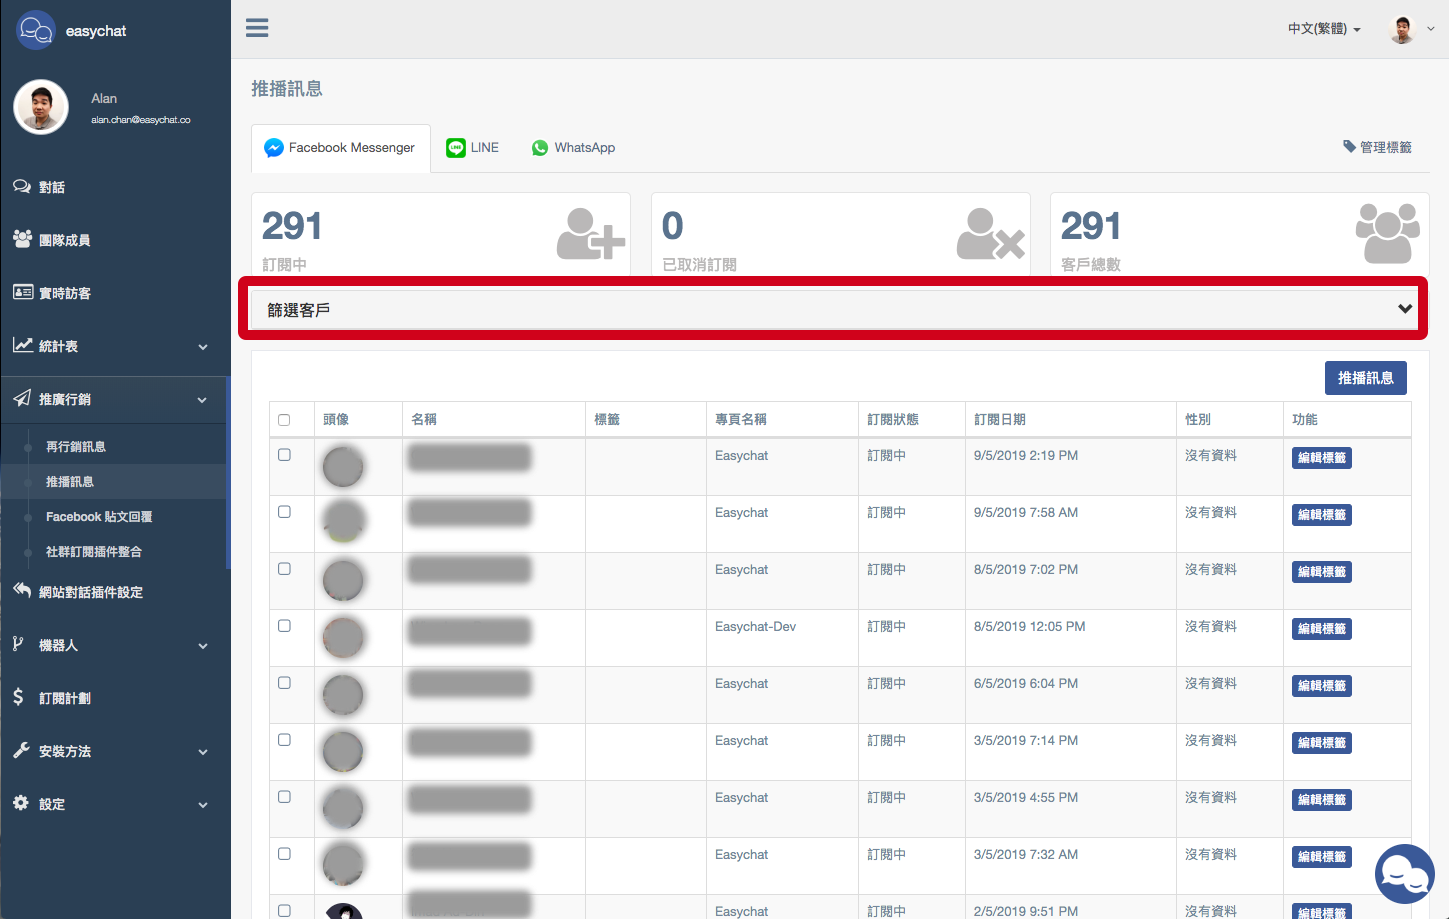 easychat
中文(繁體)
Alan
alan.chan@easychat.co
對話
團隊成員
實時訪客
統計表
推廣行銷
再行銷訊息
推播訊息
Facebook 貼文回覆
社群訂閱插件整合
網站對話插件設定
機器人
訂閱計劃
安裝方法
設定
推播訊息
Facebook Messenger
LINE
WhatsApp
管理標籤
291
訂閱中
0
已取消訂閱
291
客戶總數
篩選客戶
推播訊息
頭像 名稱 標籤 專頁名稱 訂閱狀態 訂閱日期 性別 功能
Easychat 訂閱中 9/5/2019 2:19 PM 沒有資料 編輯標籤
Easychat 訂閱中 9/5/2019 7:58 AM 沒有資料 編輯標籤
Easychat 訂閱中 8/5/2019 7:02 PM 沒有資料 編輯標籤
Easychat-Dev 訂閱中 8/5/2019 12:05 PM 沒有資料 編輯標籤
Easychat 訂閱中 6/5/2019 6:04 PM 沒有資料 編輯標籤
Easychat 訂閱中 3/5/2019 7:14 PM 沒有資料 編輯標籤
Easychat 訂閱中 3/5/2019 4:55 PM 沒有資料 編輯標籤
Easychat 訂閱中 3/5/2019 7:32 AM 沒有資料 編輯標籤
Easychat 訂閱中 2/5/2019 9:51 PM 沒有資料 編輯標籤